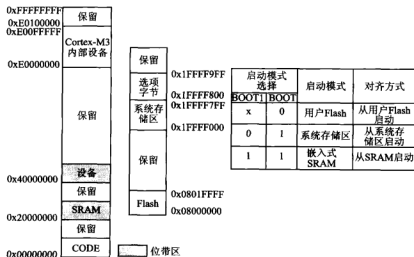 0xFFFFFFFF
保留
0xE0100000
0xE00FFFFF
Cortex-M3
内部设备
0xE0000000
保留
设备
0x40000000
保留
SRAM
0x20000000
保留
CODE
0x00000000
保留
0x1FFFF9FF
选项
字节
0x1FFFF800
0x1FFFF7FF
系统存
储区
0x1FFFF000
保留
0x0801FFFF
Flash
0x08000000
位带区
启动模式
选择
启动模式
对齐方式
BOOT1
BOOT
x
0
用户Flash
从用户Flash
启动
0
1
系统存储区
从系统存
储区启动
1
1
嵌入式
SRAM
从SRAM启动